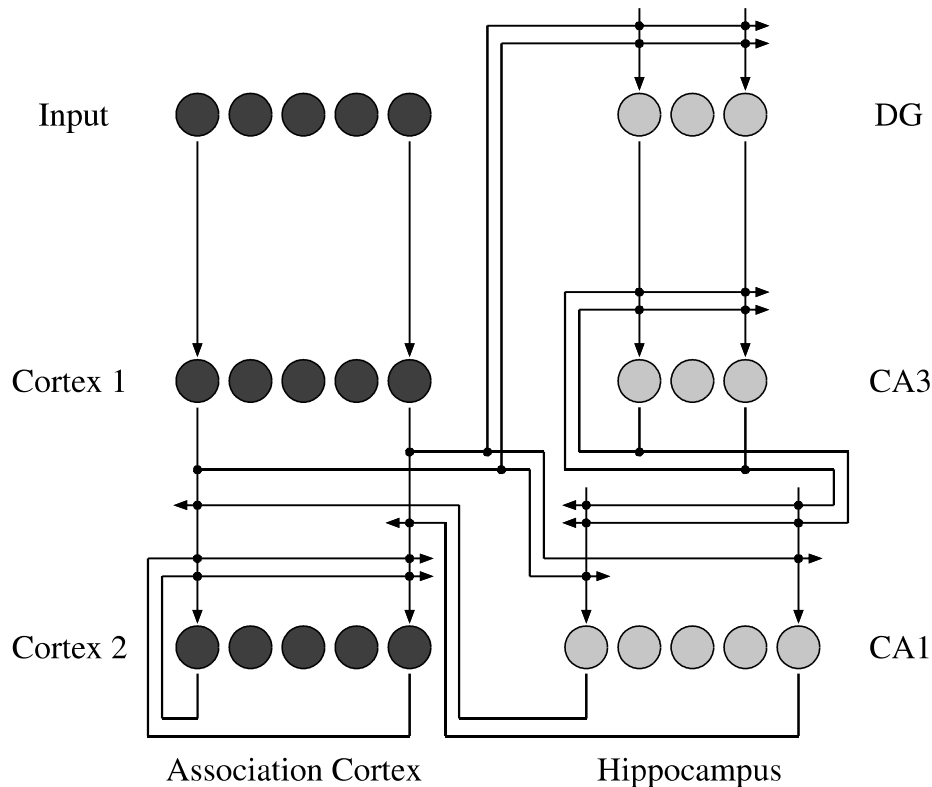 Input
DG
Cortex 1
CA3
Cortex 2
CA1
Association Cortex
Hippocampus